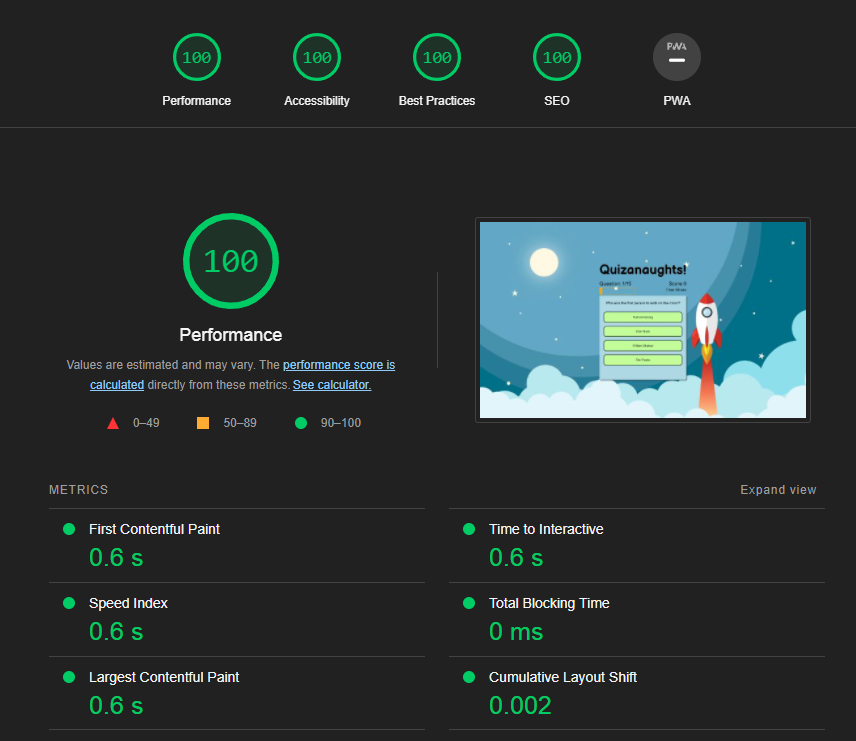 100
100
100
100
PWA
Performance
Accessibility
Best Practices
SEO
PWA
100
Performance
Values are estimated and may vary. The performance score is
calculated directly from these metrics. See calculator.
0–49
50–89
90–100
Quizanaughts!
Question 1/10
Score 0
METRICS
Expand view
First Contentful Paint
0.6 s
Time to Interactive
0.6 s
Speed Index
0.6 s
Total Blocking Time
0 ms
Largest Contentful Paint
0.6 s
Cumulative Layout Shift
0.002